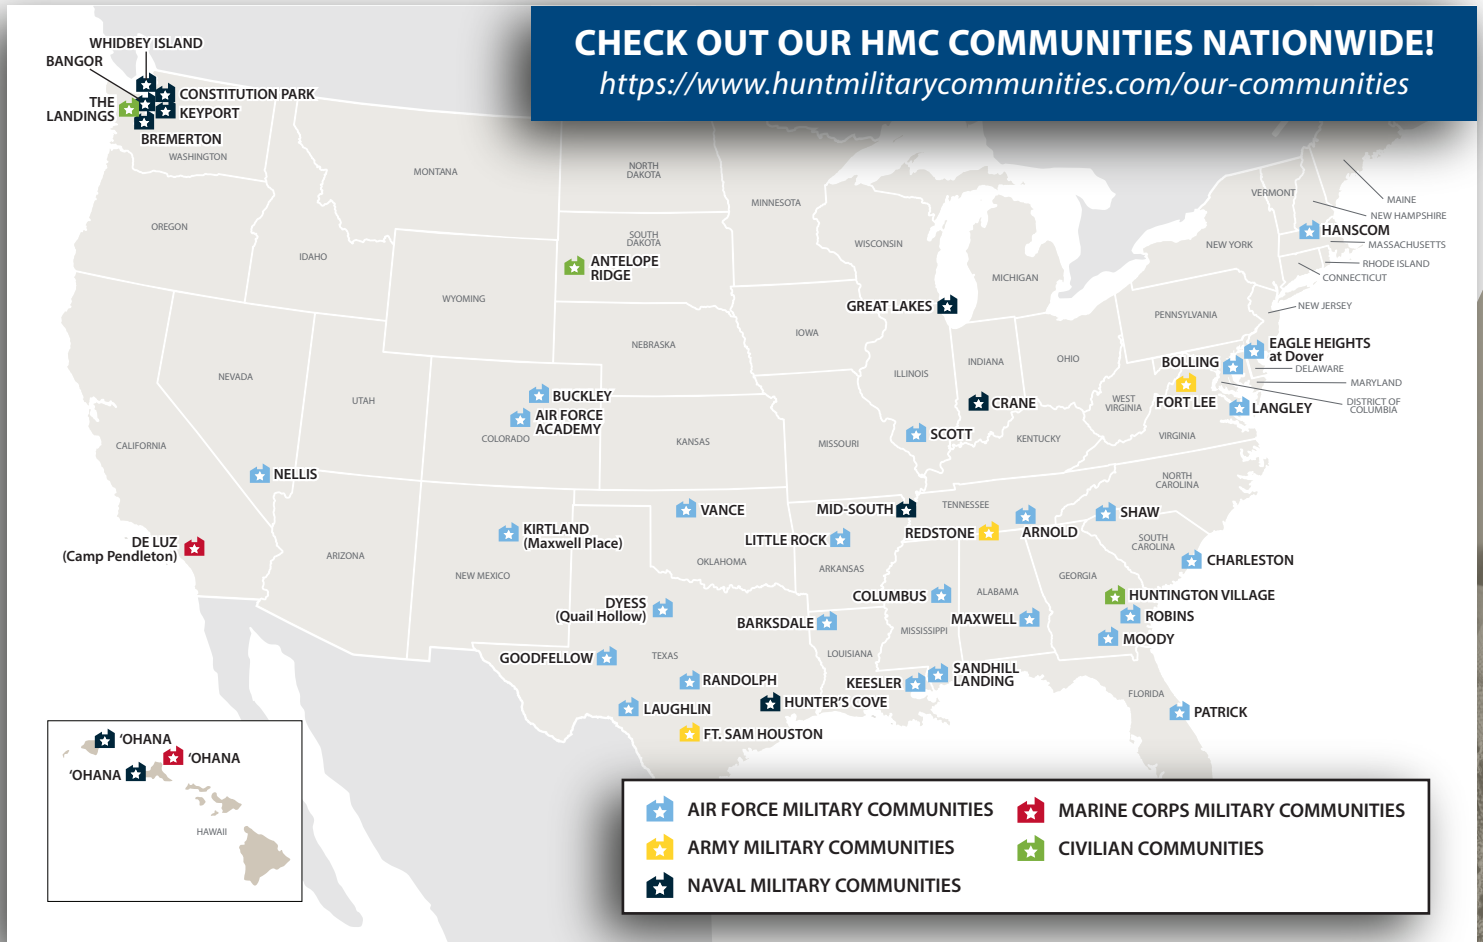 CHECK OUT OUR HMC COMMUNITIES NATIONWIDE!
https://www.huntmilitarycommunities.com/our-communities
WHIDBEY ISLAND
BANGOR
THE
LANDINGS
CONSTITUTION PARK
KEYPORT
BREMERTON
WASHINGTON
MONTANA
NORTH
DAKOTA
MINNESOTA
VERMONT
MAINE
NEW HAMPSHIRE
HANSCOM
MASSACHUSETTS
RHODE ISLAND
CONNECTICUT
NEW JERSEY
OREGON
IDAHO
SOUTH
DAKOTA
ANTELOPE
RIDGE
WISCONSIN
MICHIGAN
NEW YORK
WYOMING
GREAT LAKES
PENNSYLVANIA
NEBRASKA
IOWA
NEVADA
UTAH
ILLINOIS
INDIANA
OHIO
BOLLING
EAGLE HEIGHTS
at Dover
DELAWARE
MARYLAND
DISTRICT OF
COLUMBIA
FORT LEE
LANGLEY
BUCKLEY
AIR FORCE
ACADEMY
COLORADO
CRANE
WEST
VIRGINIA
CALIFORNIA
KANSAS
MISSOURI
SCOTT
KENTUCKY
VIRGINIA
NELLIS
NORTH
CAROLINA
VANCE
MID-SOUTH
TENNESSEE
SHAW
DE LUZ
(Camp Pendleton)
ARIZONA
KIRTLAND
(Maxwell Place)
NEW MEXICO
OKLAHOMA
LITTLE ROCK
ARKANSAS
REDSTONE
ARNOLD
SOUTH
CAROLINA
CHARLESTON
DYESS
(Quail Hollow)
BARKSDALE
COLUMBUS
MISSISSIPPI
ALABAMA
MAXWELL
GEORGIA
HUNTINGTON VILLAGE
ROBINS
MOODY
GOODFELLOW
TEXAS
LOUISIANA
RANDOLPH
KEESLER
SANDHILL
LANDING
LAUGHLIN
HUNTER'S COVE
FT. SAM HOUSTON
FLORIDA
PATRICK
‘OHANA
‘OHANA
‘OHANA
HAWAII
AIR FORCE MILITARY COMMUNITIES
ARMY MILITARY COMMUNITIES
NAVAL MILITARY COMMUNITIES
MARINE CORPS MILITARY COMMUNITIES
CIVILIAN COMMUNITIES